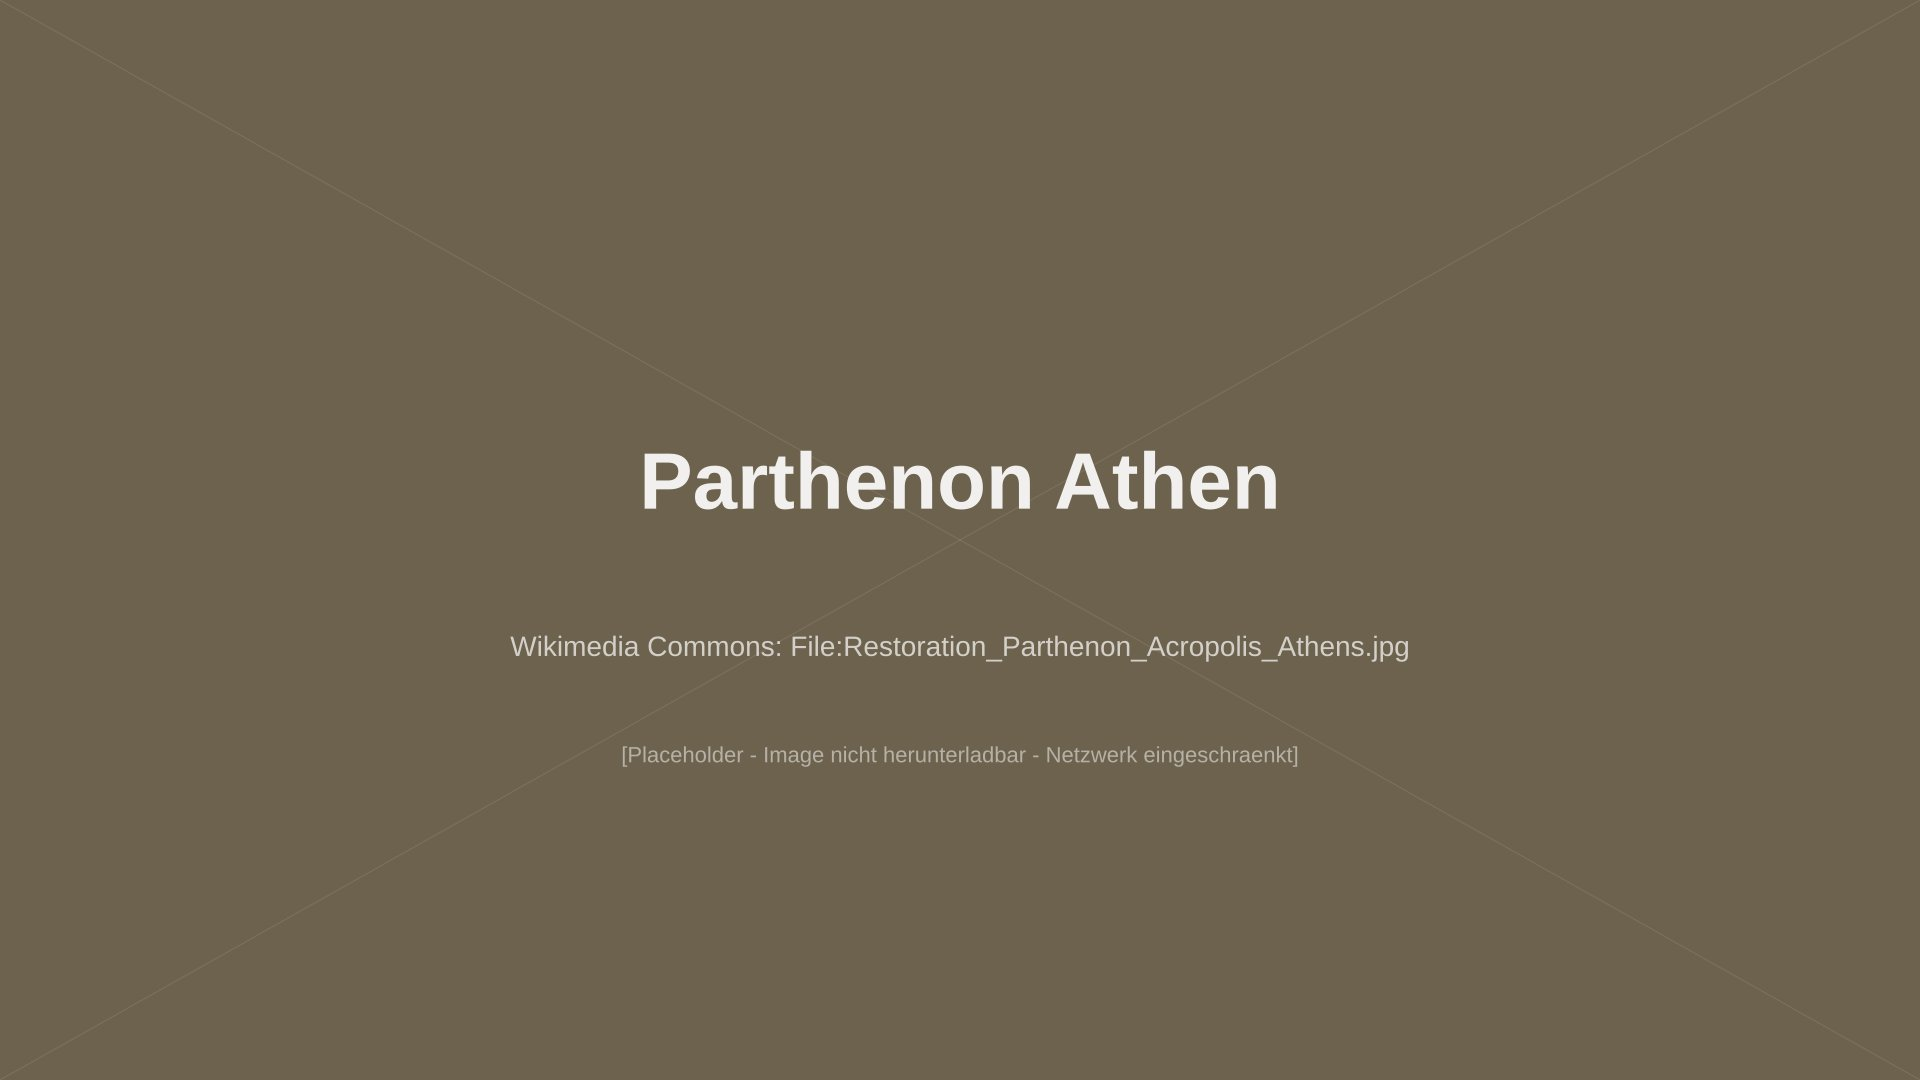 Parthenon Athen
Wikimedia Commons: File:Restoration_Parthenon_Acropolis_Athens.jpg
[Placeholder - Image nicht herunterladbar - Netzwerk eingeschraenkt]